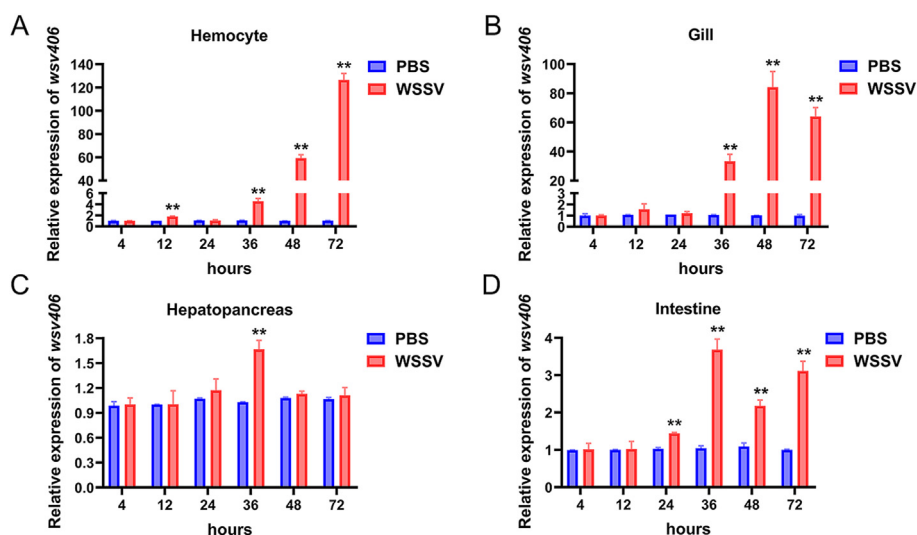 A
Hemocyte
Relative expression of wsv406
140
120
100
80
60
40
20
6
4
2
0
**
**
**
**
PBS
WSSV
4 12 24 36 48 72
hours
B
Gill
Relative expression of wsv406
100
80
60
40
20
3
2
1
0
**
**
**
PBS
WSSV
4 12 24 36 48 72
hours
C
Hepatopancreas
Relative expression of wsv406
1.8
1.5
1.2
0.9
0.6
0.3
0.0
**
PBS
WSSV
4 12 24 36 48 72
hours
D
Intestine
Relative expression of wsv406
4
3
2
1
0
**
**
**
**
PBS
WSSV
4 12 24 36 48 72
hours